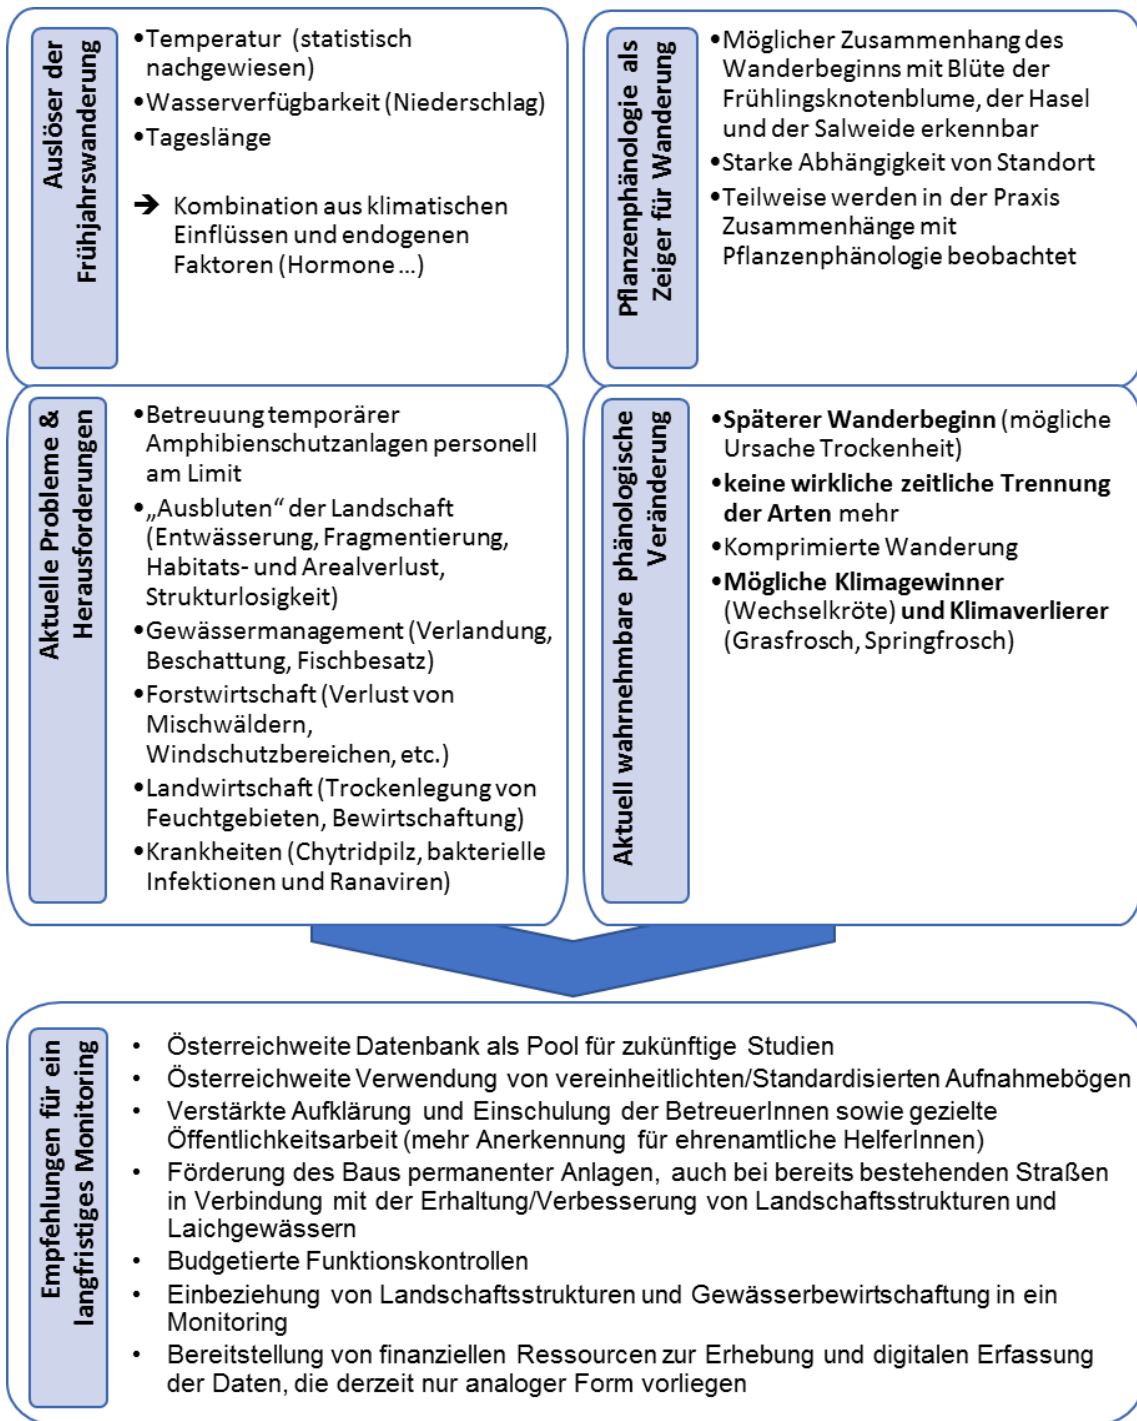 Auslöser der
Frühjahrswanderung
•Temperatur (statistisch
nachgewiesen)
•Wasserverfügbarkeit (Niederschlag)
•Tageslänge
➔ Kombination aus klimatischen
Einflüssen und endogenen
Faktoren (Hormone ...)
Pflanzenphänologie als
Zeiger für Wanderung
•Möglicher Zusammenhang des
Wanderbeginns mit Blüte der
Frühlingsknotenblume, der Hasel
und der Salweide erkennbar
•Starke Abhängigkeit von Standort
•Teilweise werden in der Praxis
Zusammenhänge mit
Pflanzenphänologie beobachtet
Aktuelle Probleme &
Herausforderungen
•Betreuung temporärer
Amphibienschutzanlagen personell
am Limit
•„Ausbluten“ der Landschaft
(Entwässerung, Fragmentierung,
Habitats- und Arealverlust,
Strukturlosigkeit)
•Gewässermanagement (Verlandung,
Beschattung, Fischbesatz)
•Forstwirtschaft (Verlust von
Mischwäldern,
Windschutzbereichen, etc.)
•Landwirtschaft (Trockenlegung von
Feuchtgebieten, Bewirtschaftung)
•Krankheiten (Chytridpilz, bakterielle
Infektionen und Ranaviren)
Aktuell wahrnehmbare phänologische
Veränderung
•Späterer Wanderbeginn (mögliche
Ursache Trockenheit)
•keine wirkliche zeitliche Trennung
der Arten mehr
•Komprimierte Wanderung
•Mögliche Klimagewinner
(Wechselkröte) und Klimaverlierer
(Grasfrosch, Springfrosch)
Empfehlungen für ein
langfristiges Monitoring
• Österreichweite Datenbank als Pool für zukünftige Studien
• Österreichweite Verwendung von vereinheitlichten/Standardisierten Aufnahmebögen
• Verstärkte Aufklärung und Einschulung der BetreuerInnen sowie gezielte
Öffentlichkeitsarbeit (mehr Anerkennung für ehrenamtliche HelferInnen)
• Förderung des Baus permanenter Anlagen, auch bei bereits bestehenden Straßen
in Verbindung mit der Erhaltung/Verbesserung von Landschaftsstrukturen und
Laichgewässern
• Budgetierte Funktionskontrollen
• Einbeziehung von Landschaftsstrukturen und Gewässerbewirtschaftung in ein
Monitoring
• Bereitstellung von finanziellen Ressourcen zur Erhebung und digitalen Erfassung
der Daten, die derzeit nur analoger Form vorliegen